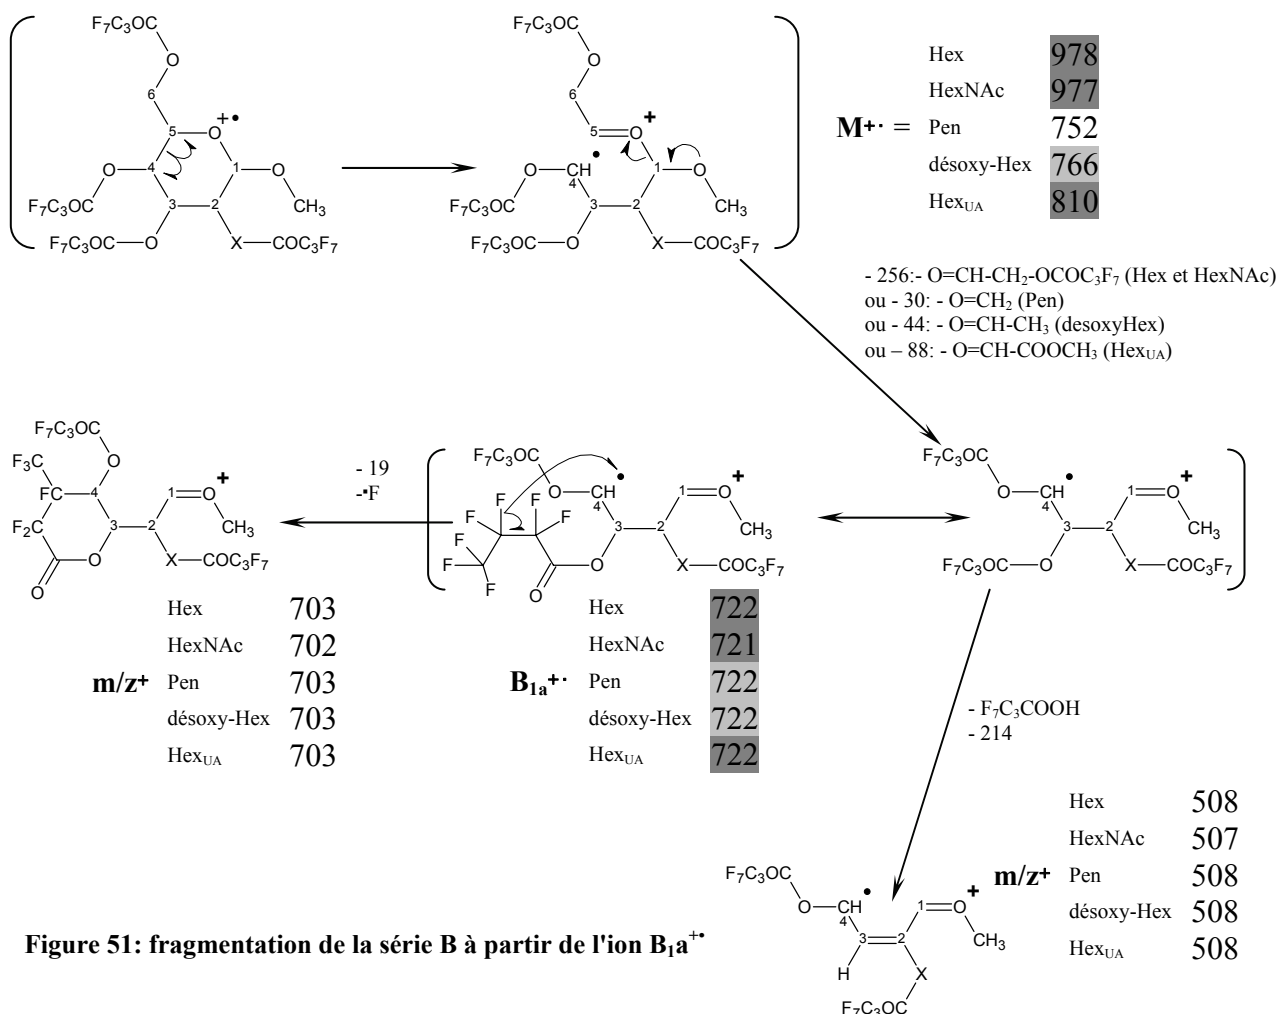 F7C3OC
O
6
5
O
+•
4
1
O
O
CH3
3
2
F7C3OC
F7C3OC
O
X
COC3F7
F7C3OC
O
6
5
O
+
O
CH
•
4
1
O
CH3
3
2
F7C3OC
F7C3OC
O
X
COC3F7
M+· =
Hex 978
HexNAc 977
Pen 752
désoxy-Hex 766
HexUA 810
- 256:- O=CH-CH2-OCOC3F7 (Hex et HexNAc)
ou - 30: - O=CH2 (Pen)
ou - 44: - O=CH-CH3 (desoxyHex)
ou – 88: - O=CH-COOCH3 (HexUA)
F7C3OC
O
F3C
F
4
1
O
+
F2
3
2
CH3
O
O
X
COC3F7
- 19
-•F
F7C3OC
O
CH
•
4
1
O
+
F
F
F
F
3
2
CH3
F
F
F
O
O
X
COC3F7
F7C3OC
O
CH
•
4
1
O
+
3
2
CH3
F7C3OC
O
X
COC3F7
m/z+
Hex 703
HexNAc 702
Pen 703
désoxy-Hex 703
HexUA 703
B1a+·
Hex 722
HexNAc 721
Pen 722
désoxy-Hex 722
HexUA 722
- F7C3COOH
- 214
F7C3OC
O
CH
•
4
1
O
+
3
2
CH3
H
X
F7C3OC
m/z+
Hex 508
HexNAc 507
Pen 508
désoxy-Hex 508
HexUA 508
Figure 51: fragmentation de la série B à partir de l'ion B1a+•